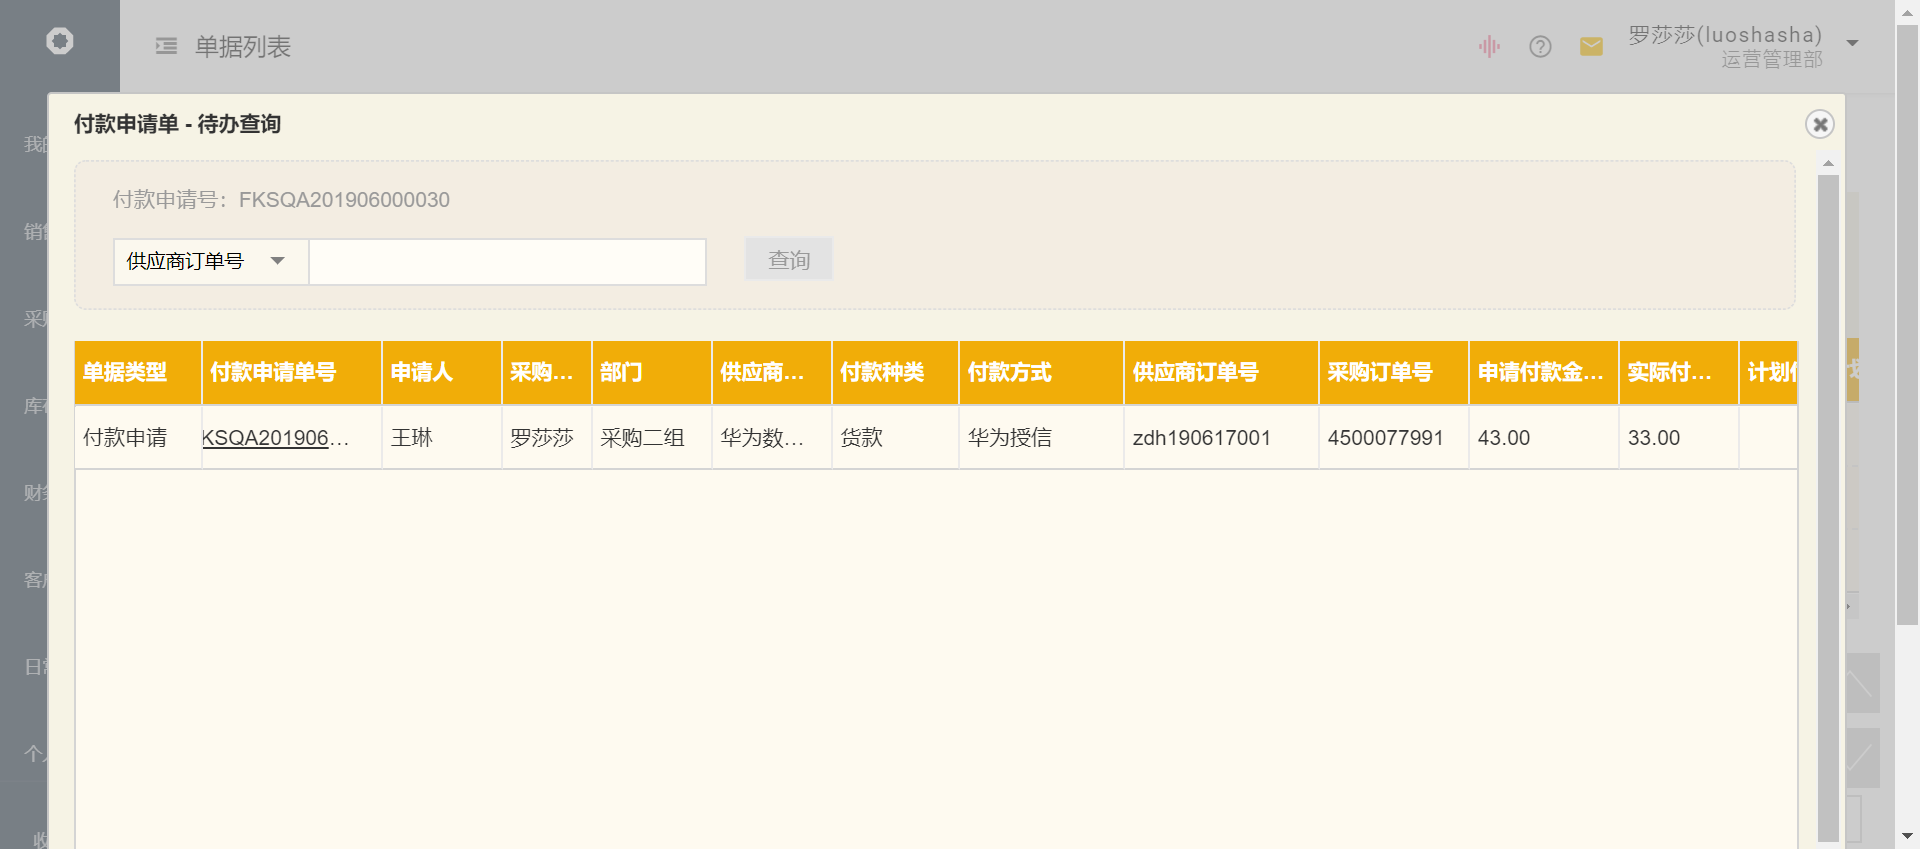 单据列表
罗莎莎(luoshasha)
运营管理部
付款申请单 - 待办查询
付款申请号：FKSQA201906000030
供应商订单号
查询
单据类型 付款申请单号 申请人 采购... 部门 供应商... 付款种类 付款方式 供应商订单号 采购订单号 申请付款金... 实际付... 计划
付款申请 KSQA201906... 王琳 罗莎莎 采购二组 华为数... 货款 华为授信 zdh190617001 4500077991 43.00 33.00
我
销
采
库
财
客
日
个
收